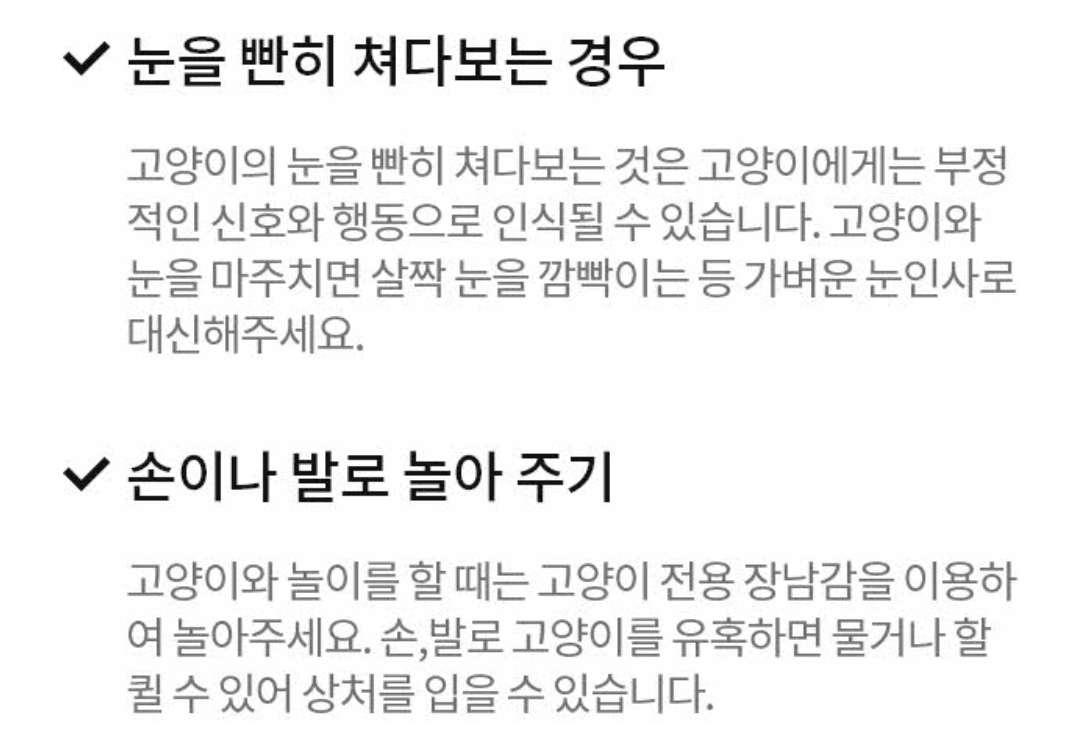 눈을 빤히 쳐다보는 경우
고양이의 눈을 빤히 쳐다보는 것은 고양이에게는 부정
적인 신호와 행동으로 인식될 수 있습니다. 고양이와
눈을 마주치면 살짝 눈을 깜빡이는 등 가벼운 눈인사로
대신해주세요.
손이나 발로 놀아 주기
고양이와 놀이를 할 때는 고양이 전용 장남감을 이용하
여 놀아주세요. 손,발로 고양이를 유혹하면 물거나 할
퀼 수 있어 상처를 입을 수 있습니다.